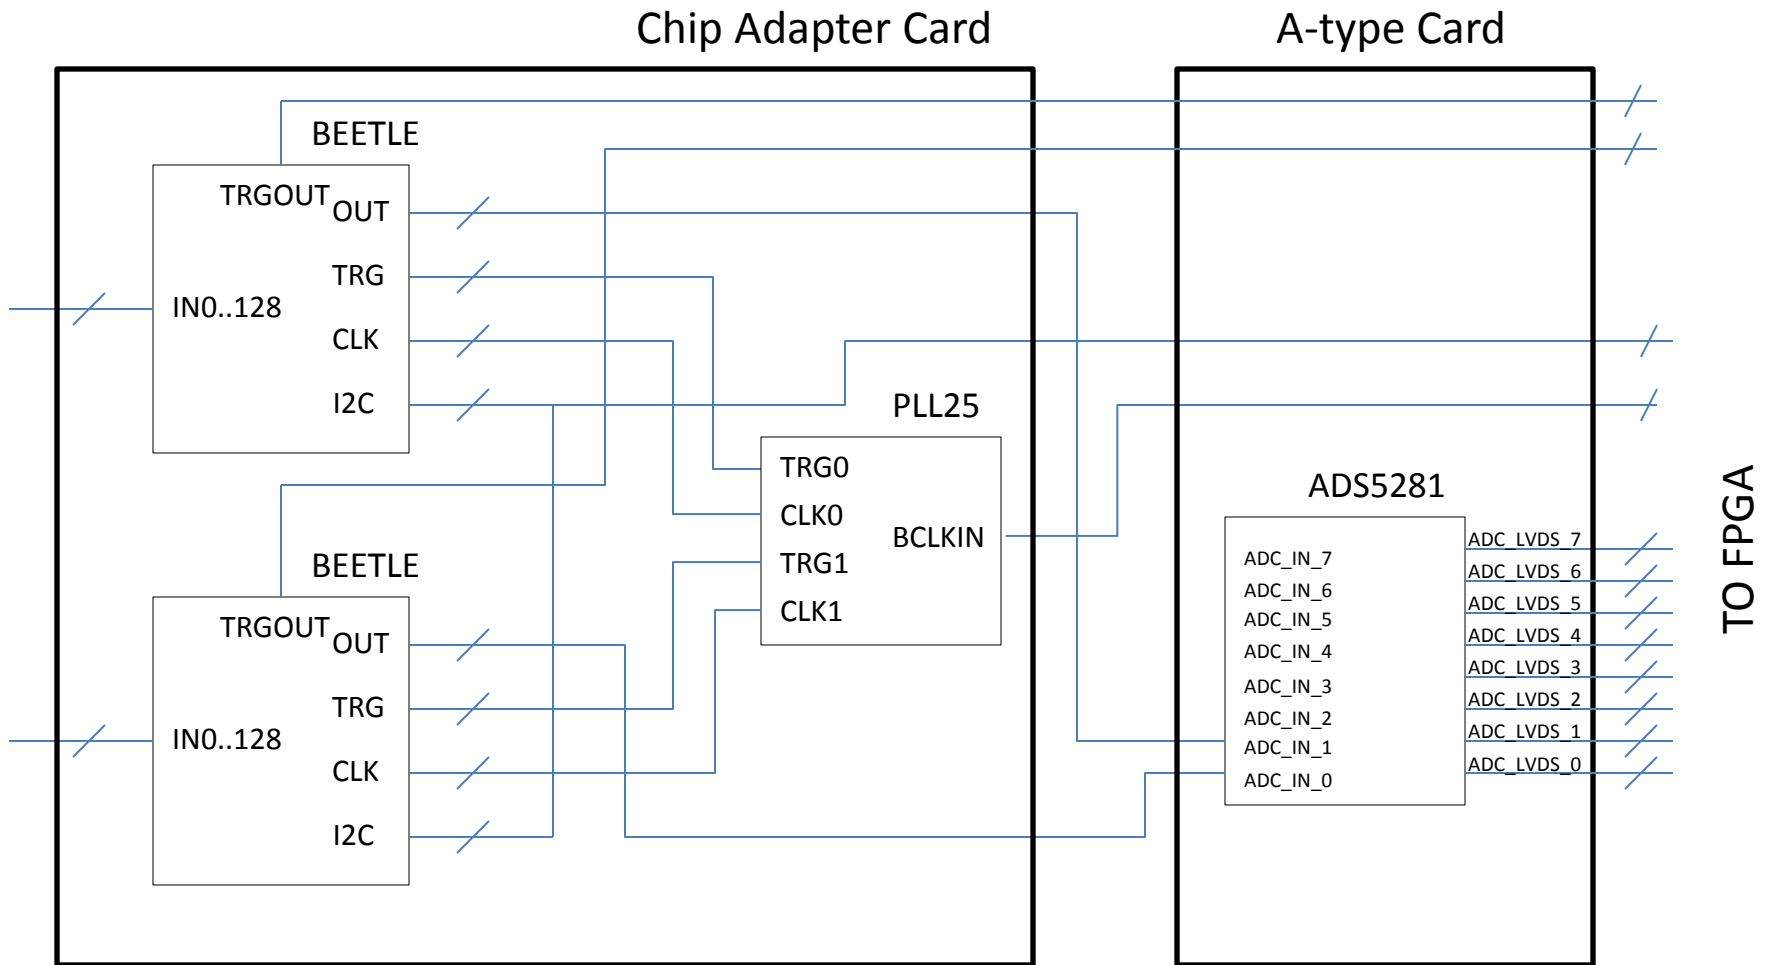 Chip Adapter Card
A-type Card
BEETLE
TRGOUT
OUT
TRG
IN0..128
CLK
I2C
PLL25
TRG0
CLK0
BCLKIN
TRG1
CLK1
BEETLE
TRGOUT
OUT
TRG
IN0..128
CLK
I2C
ADS5281
ADC_IN_7
ADC_IN_6
ADC_IN_5
ADC_IN_4
ADC_IN_3
ADC_IN_2
ADC_IN_1
ADC_IN_0
ADC_LVDS_7
ADC_LVDS_6
ADC_LVDS_5
ADC_LVDS_4
ADC_LVDS_3
ADC_LVDS_2
ADC_LVDS_1
ADC_LVDS_0
TO FPGA